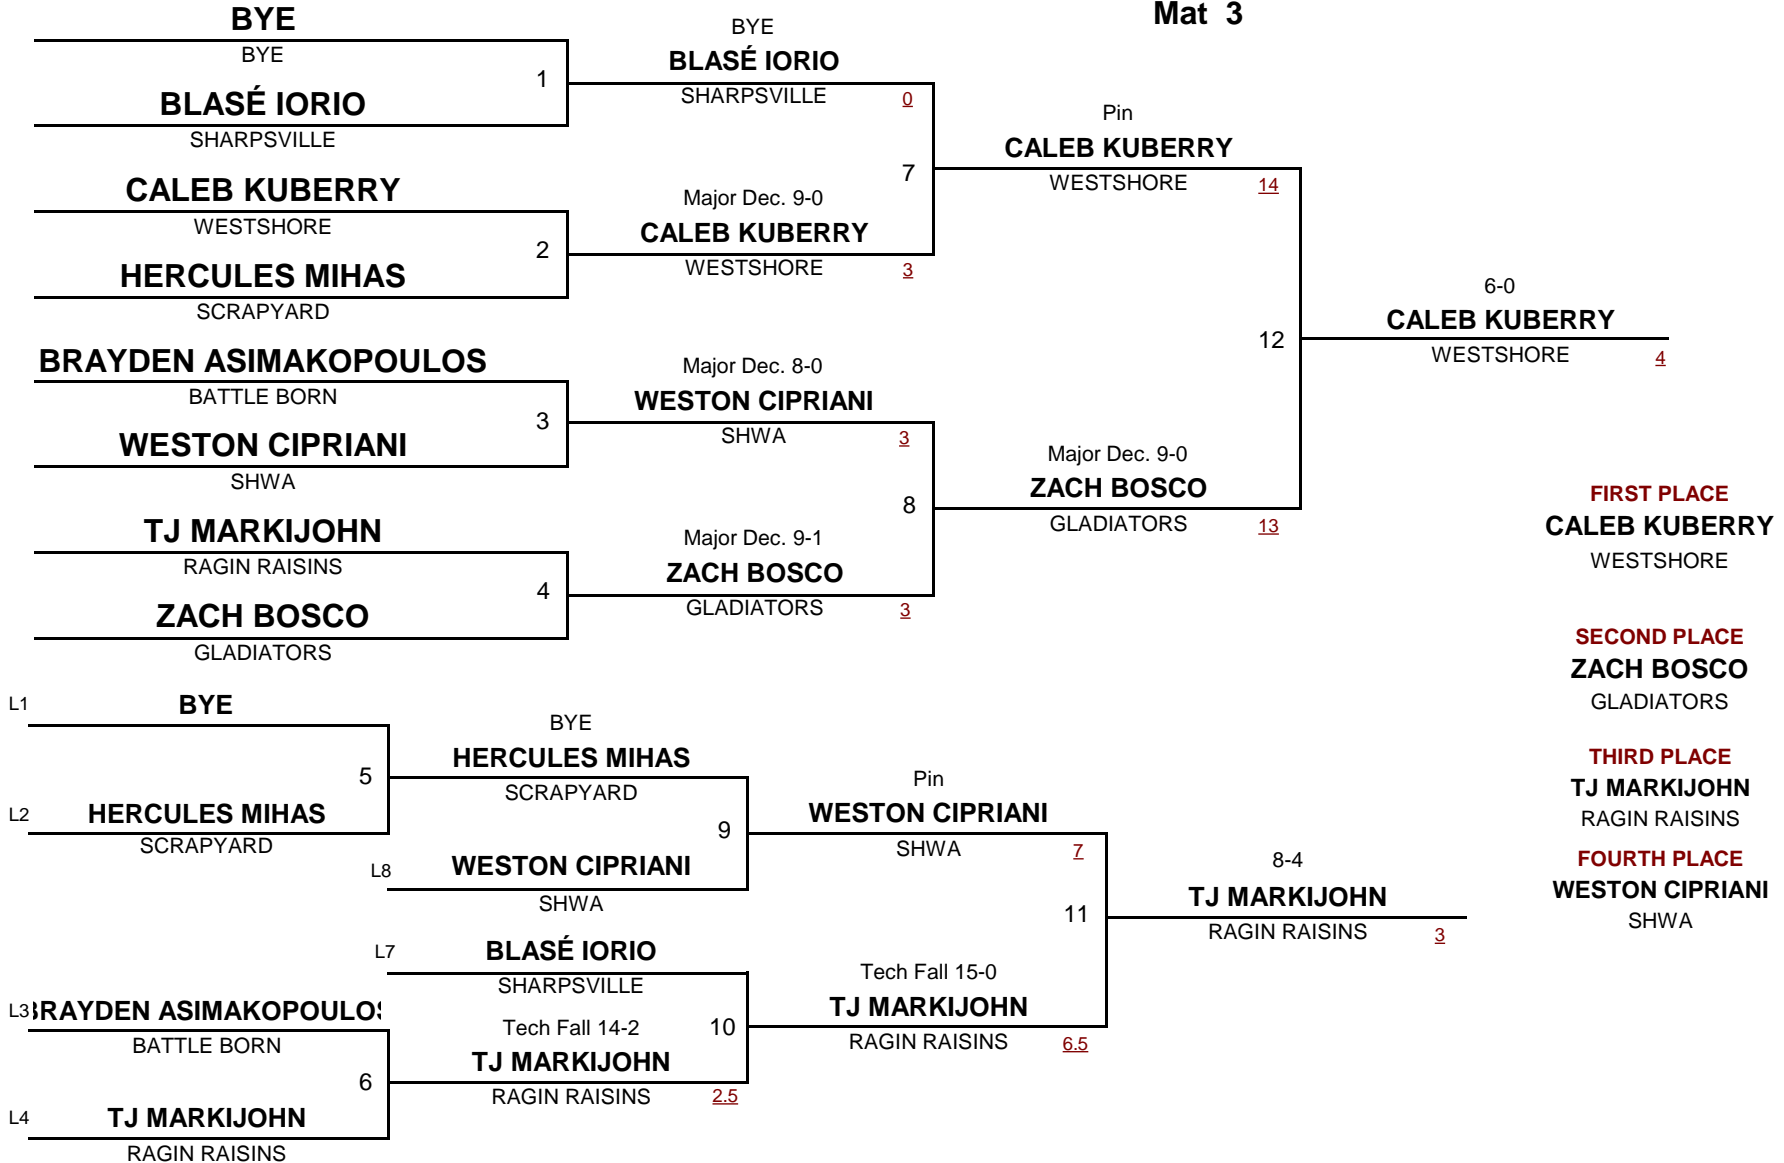 Mat 3
BYE
BYE
1
BLASÉ IORIO
SHARPSVILLE
CALEB KUBERRY
WESTSHORE
2
HERCULES MIHAS
SCRAPYARD
BRAYDEN ASIMAKOPOULOS
BATTLE BORN
3
WESTON CIPRIANI
SHWA
TJ MARKIJOHN
RAGIN RAISINS
4
ZACH BOSCO
GLADIATORS
BYE
BLASÉ IORIO
SHARPSVILLE 0
7
Major Dec. 9-0
CALEB KUBERRY
WESTSHORE 3
Major Dec. 8-0
WESTON CIPRIANI
SHWA 3
8
Major Dec. 9-1
ZACH BOSCO
GLADIATORS 3
Pin
CALEB KUBERRY
WESTSHORE 14
12
Major Dec. 9-0
ZACH BOSCO
GLADIATORS 13
6-0
CALEB KUBERRY
WESTSHORE 4
FIRST PLACE
CALEB KUBERRY
WESTSHORE
SECOND PLACE
ZACH BOSCO
GLADIATORS
THIRD PLACE
TJ MARKIJOHN
RAGIN RAISINS
FOURTH PLACE
WESTON CIPRIANI
SHWA
L1 BYE
5
L2 HERCULES MIHAS
SCRAPYARD
BYE
HERCULES MIHAS
SCRAPYARD
9
L8 WESTON CIPRIANI
SHWA
L7 BLASÉ IORIO
SHARPSVILLE
10
L3 BRAYDEN ASIMAKOPOULOS
BATTLE BORN
6
L4 TJ MARKIJOHN
RAGIN RAISINS
Tech Fall 14-2
TJ MARKIJOHN
RAGIN RAISINS 2.5
Pin
WESTON CIPRIANI
SHWA 7
11
Tech Fall 15-0
TJ MARKIJOHN
RAGIN RAISINS 6.5
8-4
TJ MARKIJOHN
RAGIN RAISINS 3